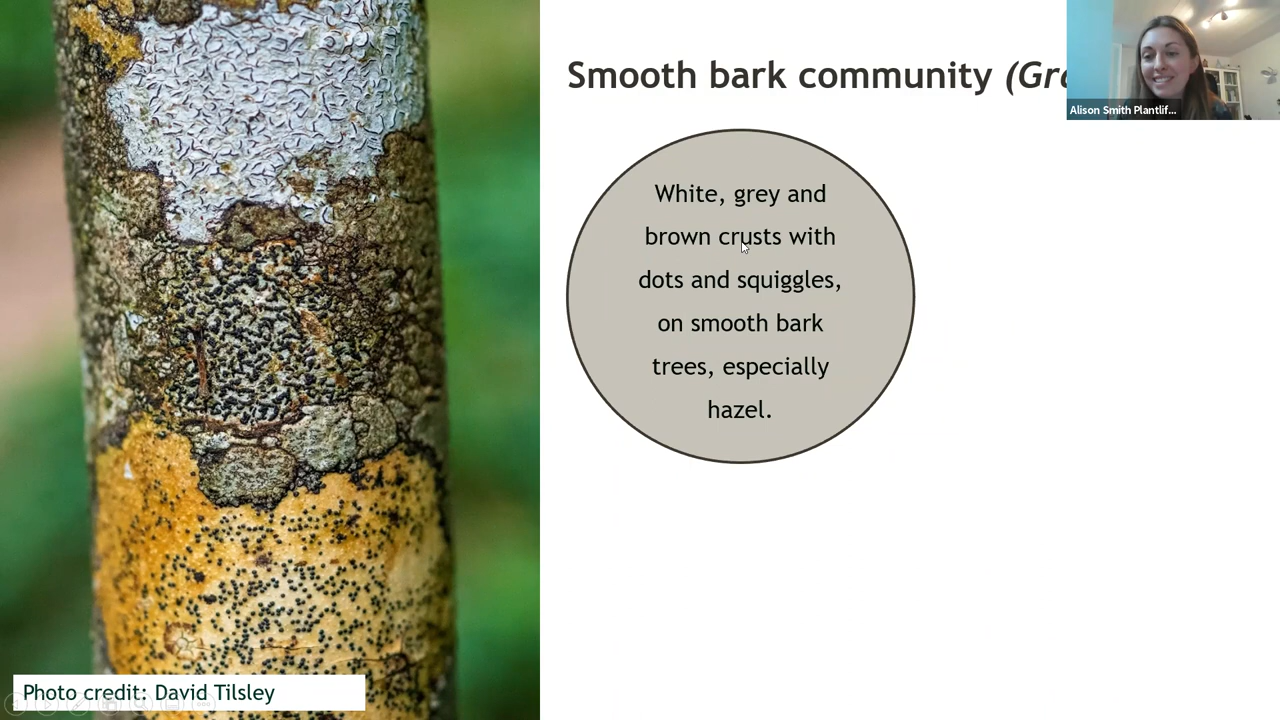 Smooth bark community (Gra
Alison Smith Plantlif...
White, grey and
brown crusts with
dots and squiggles,
on smooth bark
trees, especially
hazel.
Photo credit: David Tilsley